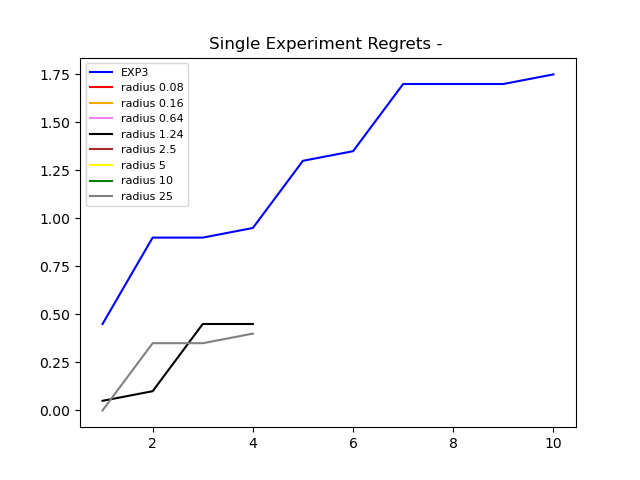 Single Experiment Regrets -
EXP3
radius 0.08
radius 0.16
radius 0.64
radius 1.24
radius 2.5
radius 5
radius 10
radius 25
1.75
1.50
1.25
1.00
0.75
0.50
0.25
0.00
2 4 6 8 10